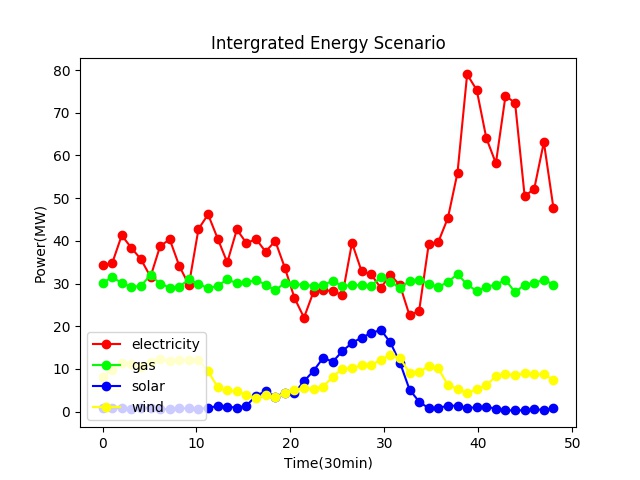 Intergrated Energy Scenario
80
70
60
50
40
30
20
10
0
Power(MW)
electricity
gas
solar
wind
0 10 20 30 40 50
Time(30min)